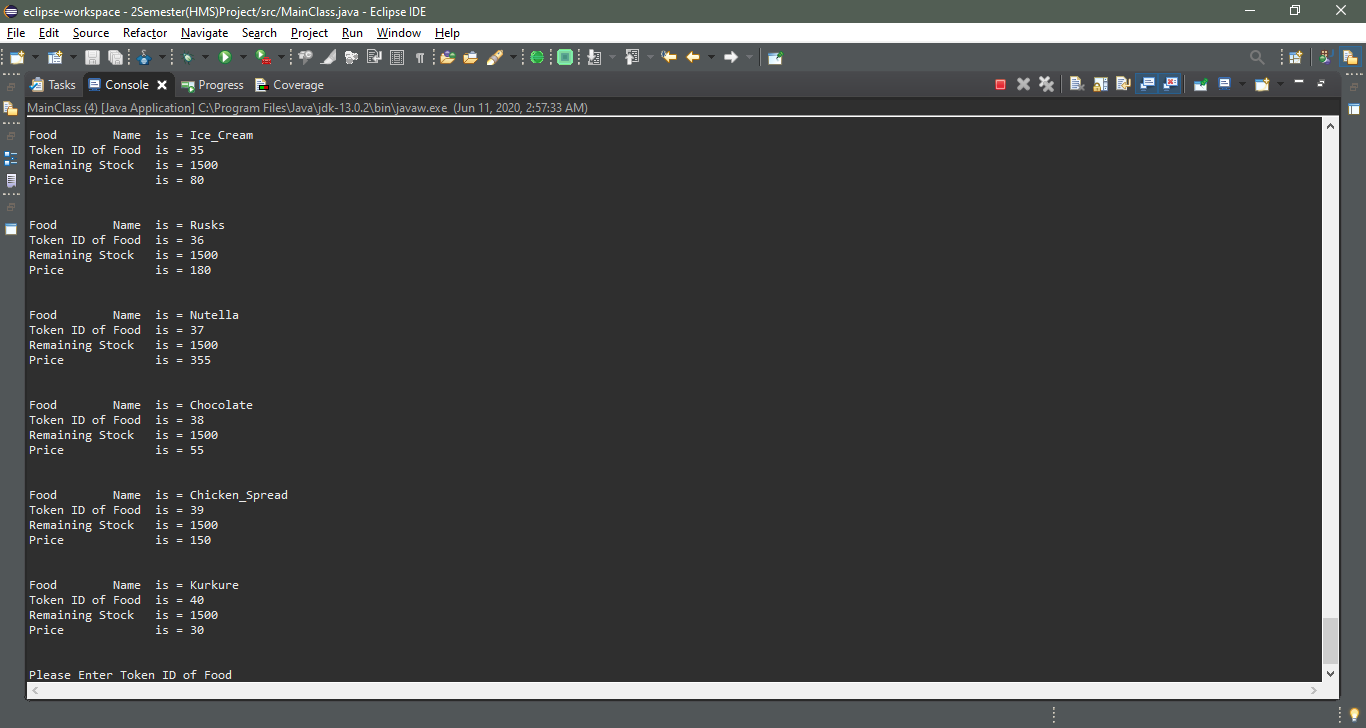 eclipse-workspace - 2Semester(HMS)Project/src/MainClass.java - Eclipse IDE
File Edit Source Refactor Navigate Search Project Run Window Help
Tasks Console Progress Coverage
MainClass (4) [Java Application] C:\Program Files\Java\jdk-13.0.2\bin\javaw.exe (Jun 11, 2020, 2:57:33 AM)
Food        Name  is = Ice_Cream
Token ID of Food  is = 35
Remaining Stock   is = 1500
Price             is = 80
Food        Name  is = Rusks
Token ID of Food  is = 36
Remaining Stock   is = 1500
Price             is = 180
Food        Name  is = Nutella
Token ID of Food  is = 37
Remaining Stock   is = 1500
Price             is = 355
Food        Name  is = Chocolate
Token ID of Food  is = 38
Remaining Stock   is = 1500
Price             is = 55
Food        Name  is = Chicken_Spread
Token ID of Food  is = 39
Remaining Stock   is = 1500
Price             is = 150
Food        Name  is = Kurkure
Token ID of Food  is = 40
Remaining Stock   is = 1500
Price             is = 30
Please Enter Token ID of Food